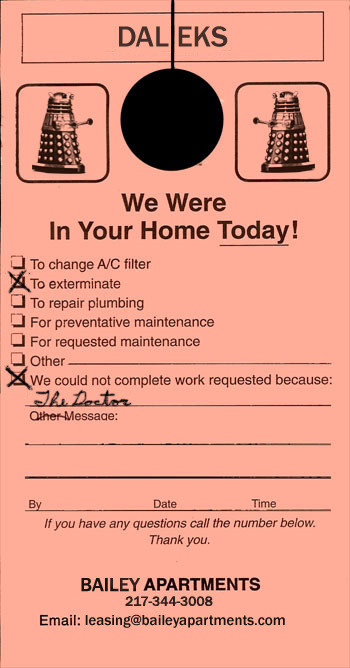 DALEKS
We Were
In Your Home Today!
To change A/C filter
To exterminate
To repair plumbing
For preventative maintenance
For requested maintenance
Other
We could not complete work requested because:
The Doctor
Other Message:
By Date Time
If you have any questions call the number below.
Thank you.
BAILEY APARTMENTS
217-344-3008
Email: leasing@baileyapartments.com